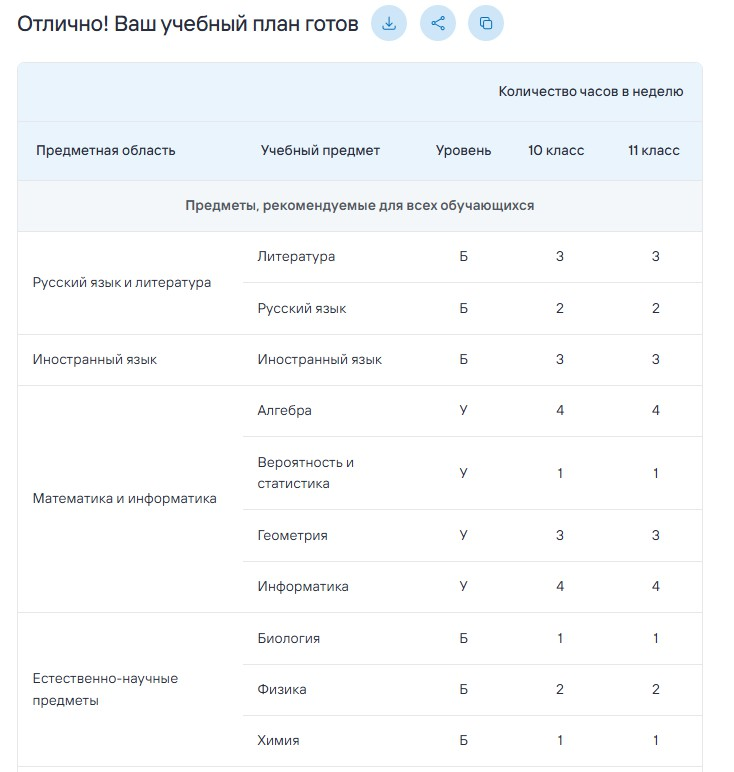 Отлично! Ваш учебный план готов
Количество часов в неделю
Предметная область Учебный предмет Уровень 10 класс 11 класс
Предметы, рекомендуемые для всех обучающихся
Русский язык и литература
Литература Б 3 3
Русский язык Б 2 2
Иностранный язык Иностранный язык Б 3 3
Математика и информатика
Алгебра У 4 4
Вероятность и
статистика У 1 1
Геометрия У 3 3
Информатика У 4 4
Естественно-научные
предметы
Биология Б 1 1
Физика Б 2 2
Химия Б 1 1